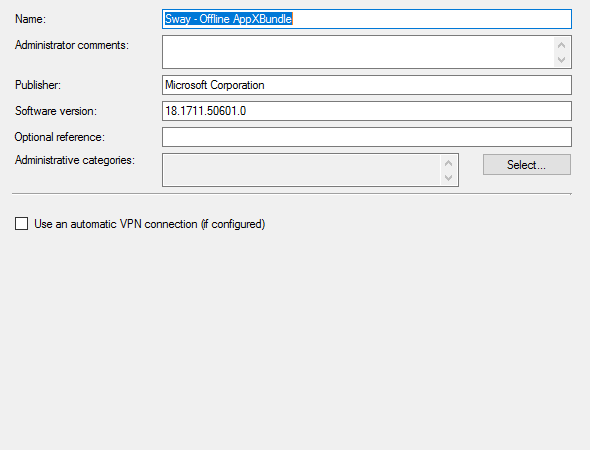 Name:
Sway - Offline AppXBundle
Administrator comments:
Publisher:
Microsoft Corporation
Software version:
18.1711.50601.0
Optional reference:
Administrative categories:
Select...
Use an automatic VPN connection (if configured)